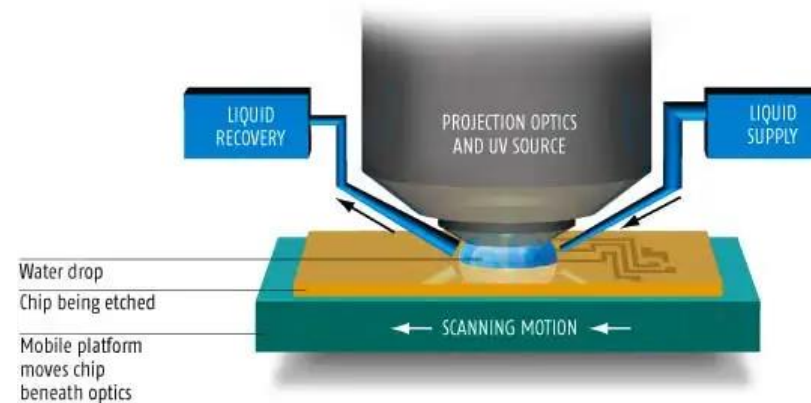 LIQUID
RECOVERY
PROJECTION OPTICS
AND UV SOURCE
LIQUID
SUPPLY
Water drop
Chip being etched
Mobile platform
moves chip
beneath optics
SCANNING MOTION